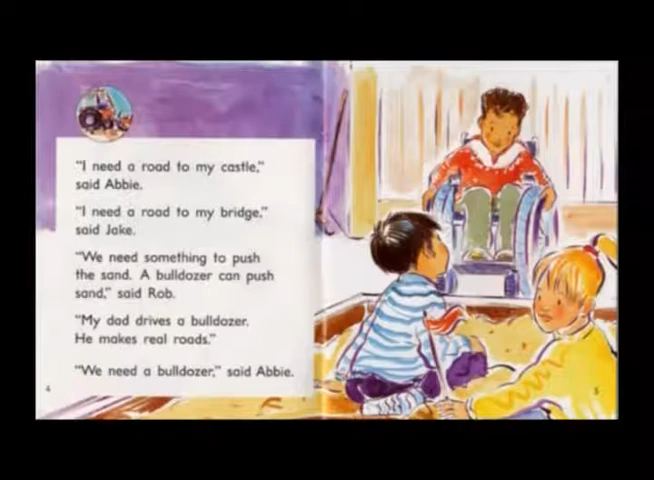 "I need a road to my castle,"
said Abbie.
"I need a road to my bridge,"
said Jake.
"We need something to push
the sand. A bulldozer can push
sand," said Rob.
"My dad drives a bulldozer.
He makes real roads."
"We need a bulldozer," said Abbie.
4
5